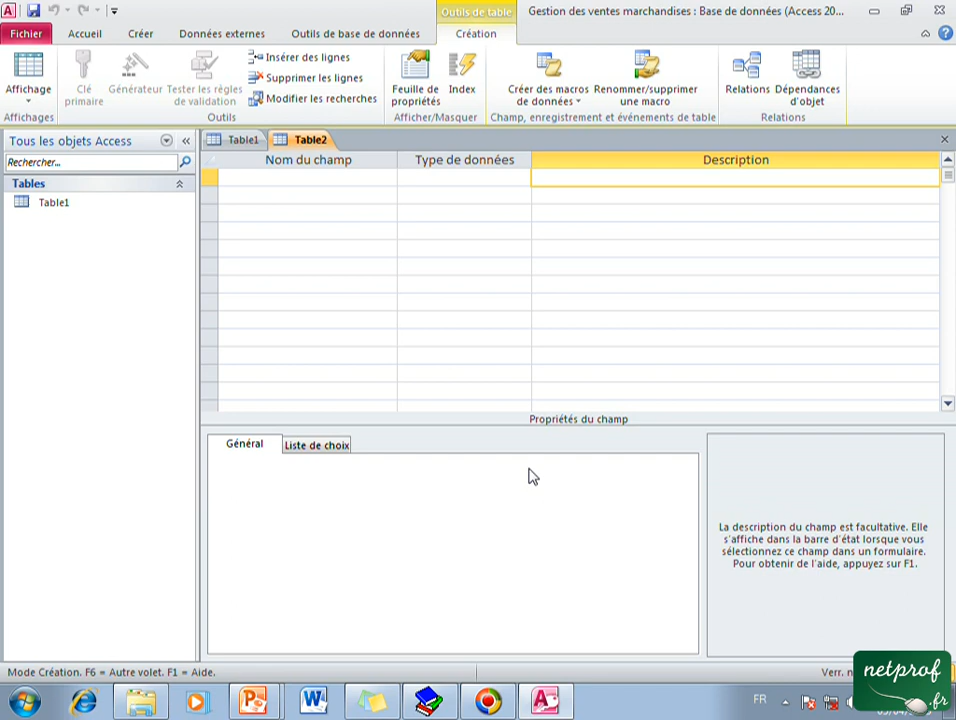 Outils de table
Gestion des ventes marchandises : Base de données (Access 20...
Fichier
Accueil
Créer
Données externes
Outils de base de données
Création
Affichage
Clé
primaire
Générateur
Tester les règles
de validation
Insérer des lignes
Supprimer les lignes
Modifier les recherches
Feuille de
propriétés
Index
Créer des macros
de données
Renommer/supprimer
une macro
Relations
Dépendances
d'objet
Affichages
Outils
Afficher/Masquer
Champ, enregistrement et événements de table
Relations
Tous les objets Access
Rechercher...
Tables
Table1
Table1
Table2
Nom du champ
Type de données
Description
Propriétés du champ
Général
Liste de choix
La description du champ est facultative. Elle
s'affiche dans la barre d'état lorsque vous
sélectionnez ce champ dans un formulaire.
Pour obtenir de l'aide, appuyez sur F1.
Mode Création. F6 = Autre volet. F1 = Aide.
Verr. n
FR
netprof
.fr